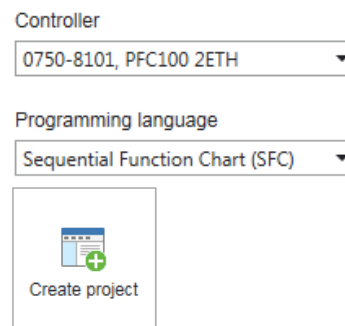 Controller
0750-8101, PFC100 2ETH
Programming language
Sequential Function Chart (SFC)
Create project